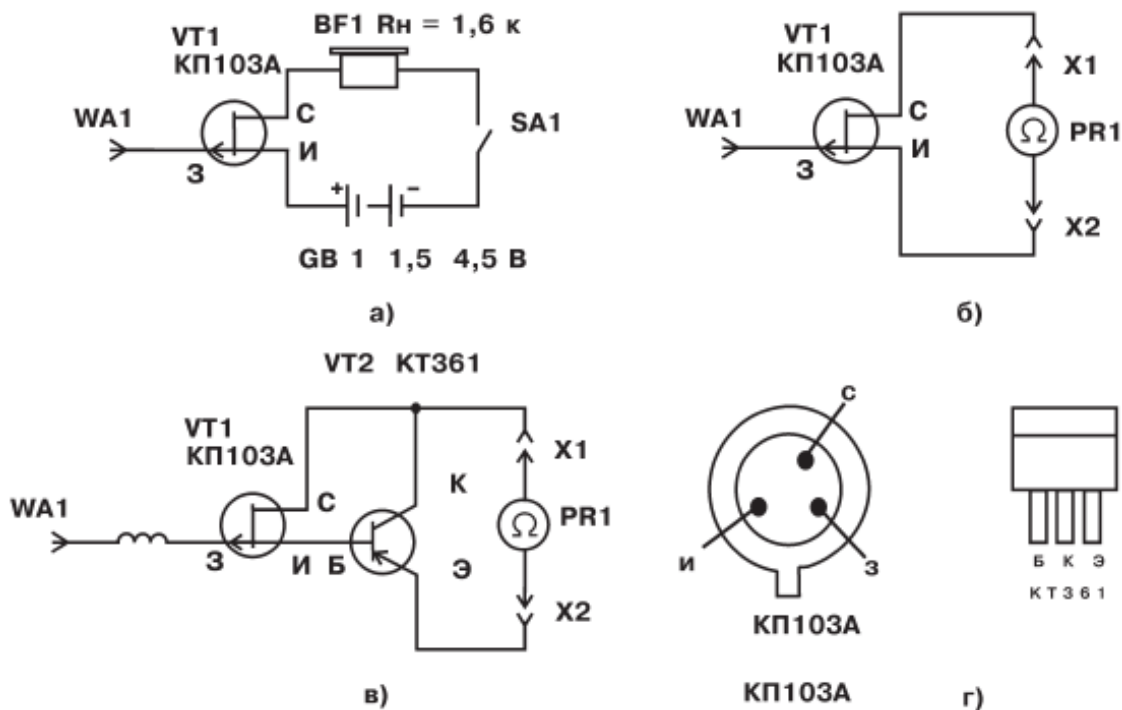 BF1 Rн = 1,6 к
VT1
КП103А
WA1
С
И
З
SA1
+
−
GB 1 1,5 4,5 В
а)
VT1
КП103А
WA1
С
И
З
X1
Ω
PR1
X2
б)
VT2 КТ361
VT1
КП103А
WA1
С
З
И
Б
К
Э
X1
Ω
PR1
X2
в)
С
И
З
КП103А
КП103А
Б К Э
КТ361
г)